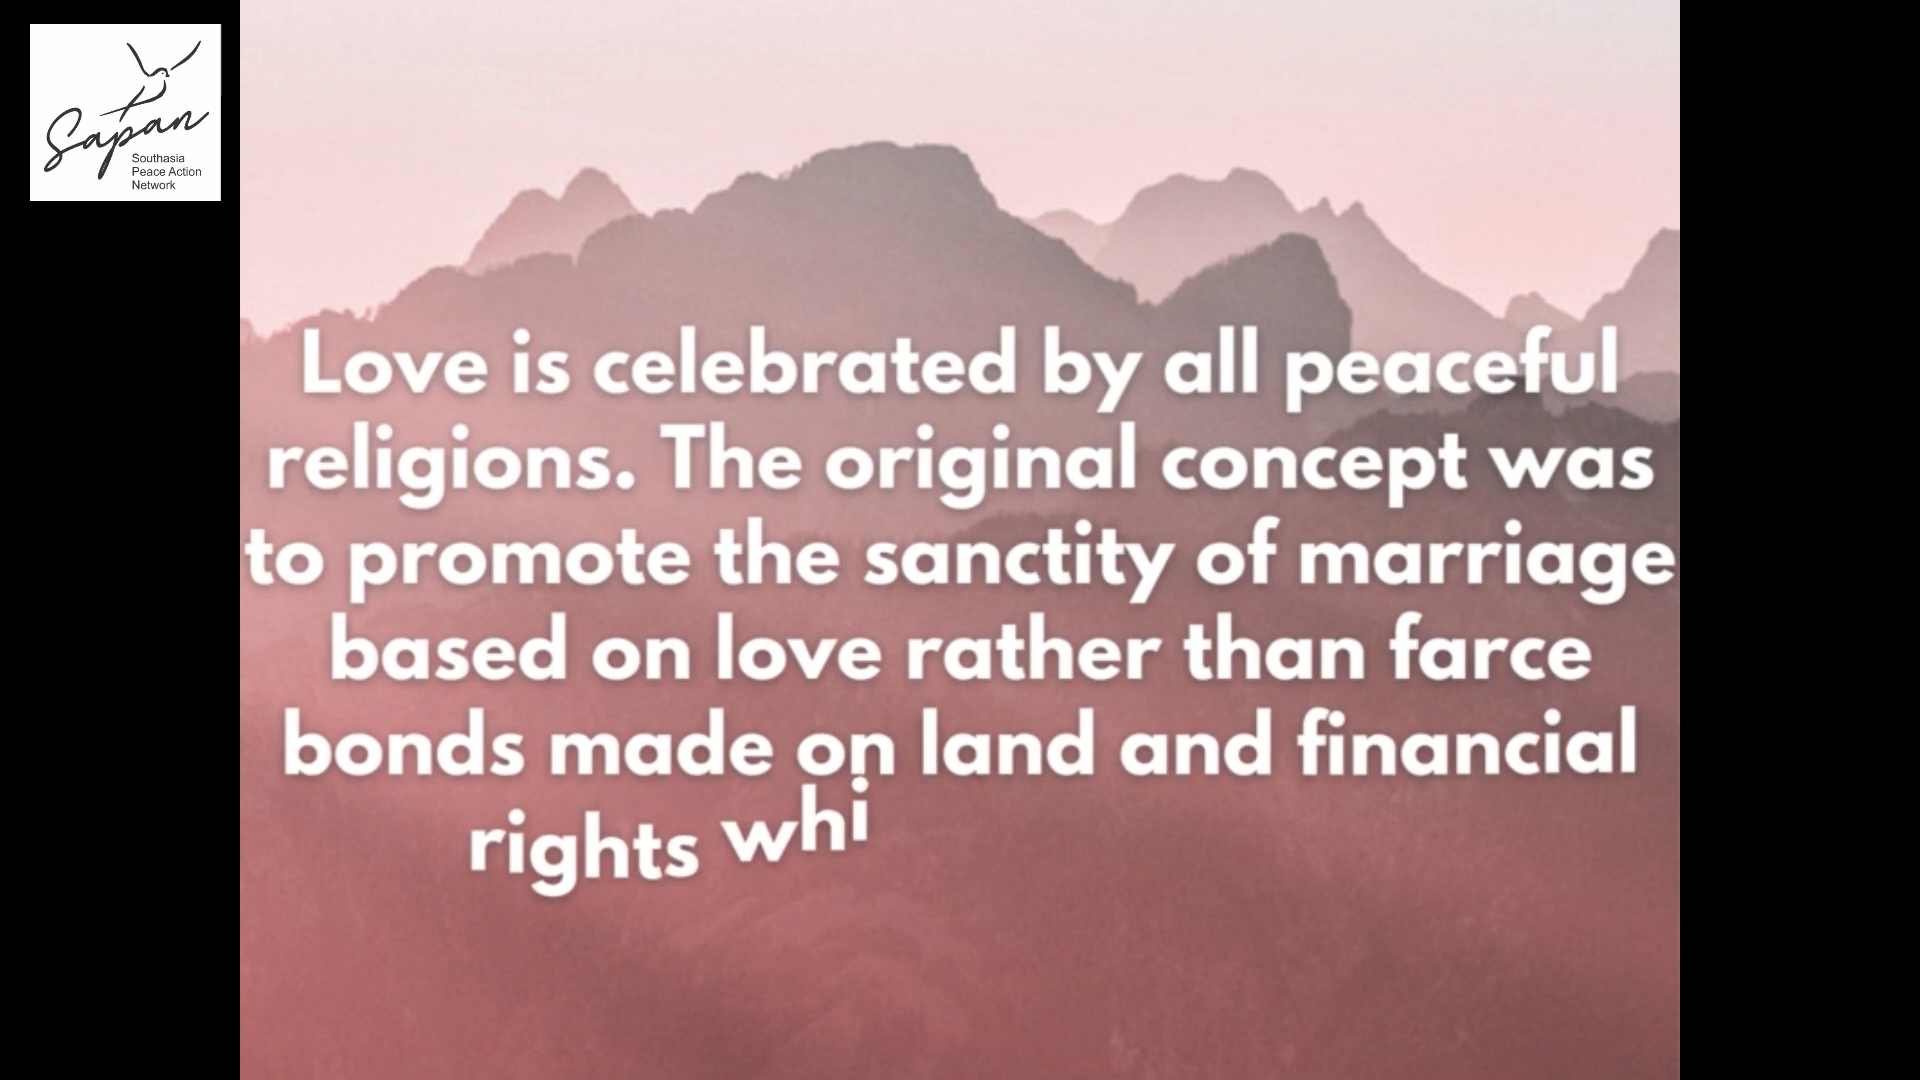 Sapan
Southasia
Peace Action
Network
Love is celebrated by all peaceful
religions. The original concept was
to promote the sanctity of marriage
based on love rather than farce
bonds made on land and financial
rights whi